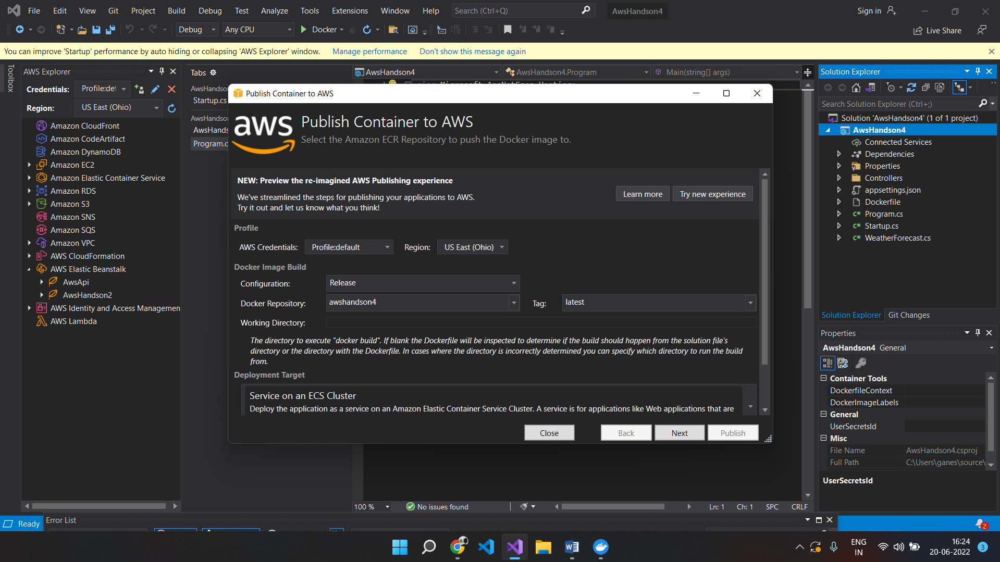 File Edit View Git Project Build Debug Test Analyze Tools Extensions Window Help Search (Ctrl+Q) AwsHandson4 Sign in
Debug Any CPU Docker Live Share
You can improve 'Startup' performance by auto hiding or collapsing 'AWS Explorer' window. Manage performance Don't show this message again
Toolbox
AWS Explorer
Credentials: Profile:def
Region: US East (Ohio)
Amazon CloudFront
Amazon CodeArtifact
Amazon DynamoDB
Amazon EC2
Amazon Elastic Container Service
Amazon RDS
Amazon S3
Amazon SNS
Amazon SQS
Amazon VPC
AWS CloudFormation
AWS Elastic Beanstalk
AwsApi
AwsHandson2
AWS Identity and Access Managemen
AWS Lambda
Tabs
AwsHandso
Startup.cs
AwsHandso
AwsHands
Program.c
AwsHandson4 AwsHandson4.Program Main(string[] args)
Publish Container to AWS
aws
Publish Container to AWS
Select the Amazon ECR Repository to push the Docker image to.
NEW: Preview the re-imagined AWS Publishing experience
We've streamlined the steps for publishing your applications to AWS.
Try it out and let us know what you think!
Learn more Try new experience
Profile
AWS Credentials: Profile:default Region: US East (Ohio)
Docker Image Build
Configuration: Release
Docker Repository: awshandson4 Tag: latest
Working Directory:
The directory to execute "docker build". If blank the Dockerfile will be inspected to determine if the build should happen from the solution file's
directory or the directory with the Dockerfile. In cases where the directory is incorrectly determined you can specify which directory to run the build
from.
Deployment Target
Service on an ECS Cluster
Deploy the application as a service on an Amazon Elastic Container Service Cluster. A service is for applications like Web applications that are
Close Back Next Publish
100 % No issues found Ln: 1 Ch: 1 SPC CRLF
Solution Explorer
Search Solution Explorer (Ctrl+;)
Solution 'AwsHandson4' (1 of 1 project)
AwsHandson4
Connected Services
Dependencies
Properties
Controllers
appsettings.json
Dockerfile
C# Program.cs
C# Startup.cs
C# WeatherForecast.cs
Solution Explorer Git Changes
Properties
AwsHandson4 General
Container Tools
DockerfileContext
DockerImageLabels
General
UserSecretsId
Misc
File Name AwsHandson4.csproj
Full Path C:\Users\ganes\source\
UserSecretsId
Ready Error List
2
ENG
IN
16:24
20-06-2022
3